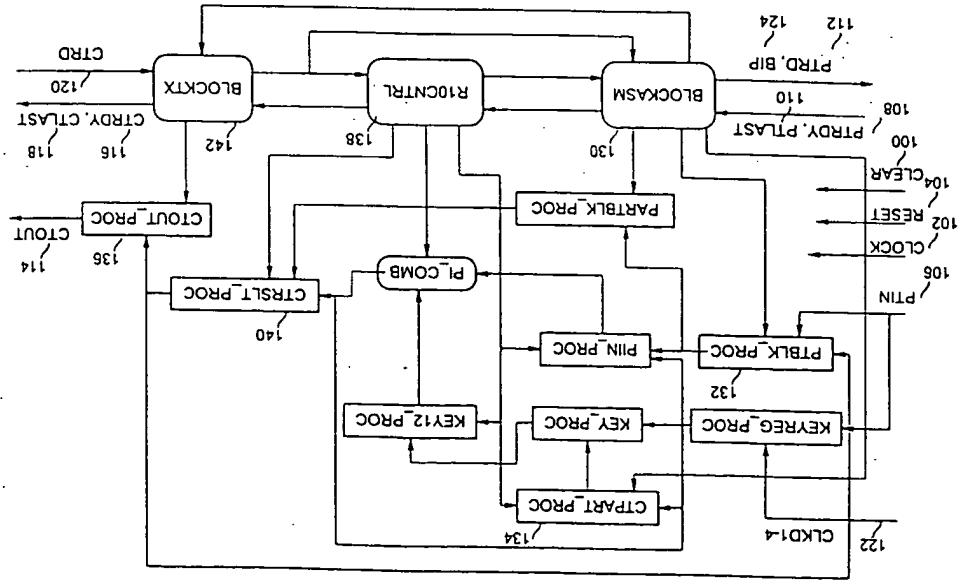 112
124
PTRD, BIP
CTRD
120
BLOCKASM
R10CNTRL
BLOCKTX
110
108
PTRDY, PTLAST
CTRDY, CTLAST
116
118
130
138
142
100
CLEAR
104
RESET
102
CLOCK
106
PTIN
PARTBLK_PROC
CTOUT_PROC
136
CTOUT
114
PI_COMB
CTRSLT_PROC
140
PTBLK_PROC
132
PIIN_PROC
KEYREG_PROC
KEY_PROC
KEY12_PROC
CTPART_PROC
134
122
CLKD1-4